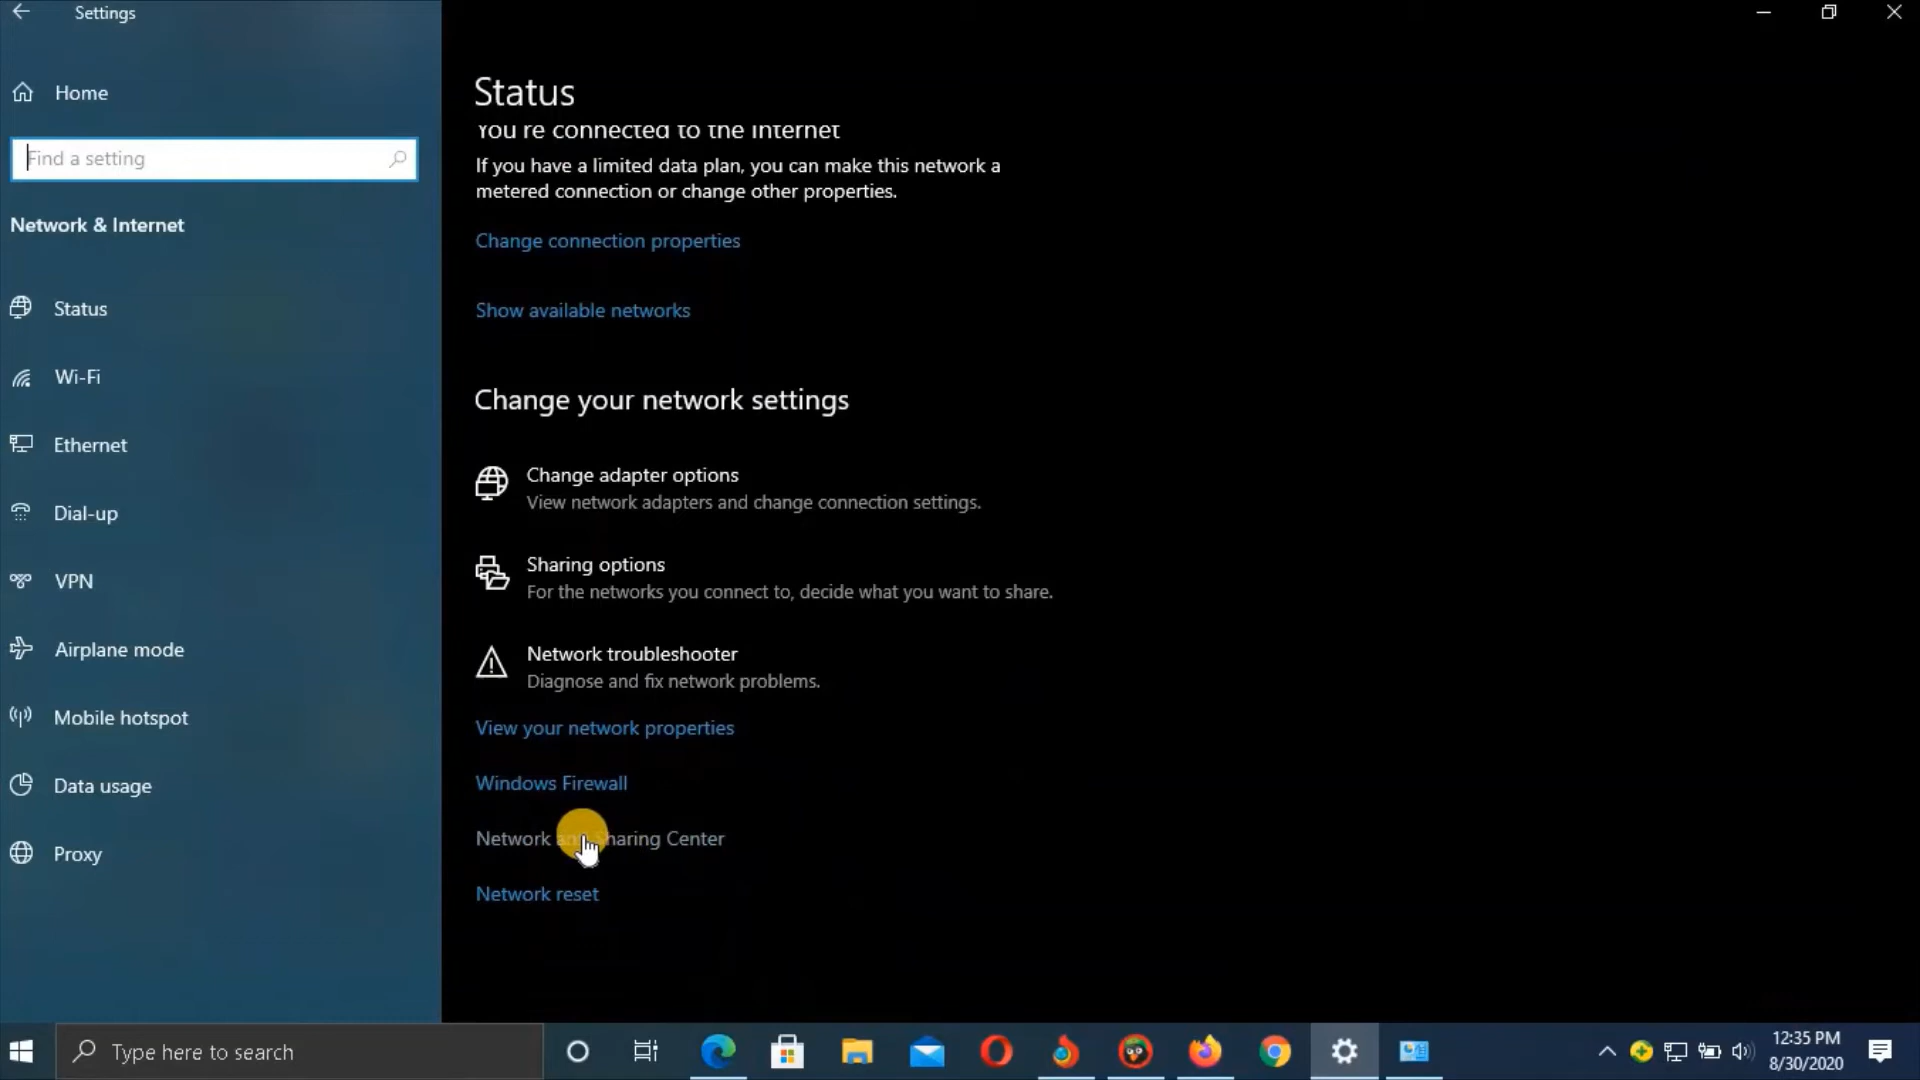 Settings
Home
Find a setting
Network & Internet
Status
Wi-Fi
Ethernet
Dial-up
VPN
Airplane mode
Mobile hotspot
Data usage
Proxy
Status
You're connected to the Internet
If you have a limited data plan, you can make this network a
metered connection or change other properties.
Change connection properties
Show available networks
Change your network settings
Change adapter options
View network adapters and change connection settings.
Sharing options
For the networks you connect to, decide what you want to share.
Network troubleshooter
Diagnose and fix network problems.
View your network properties
Windows Firewall
Network and Sharing Center
Network reset
Type here to search
12:35 PM
8/30/2020